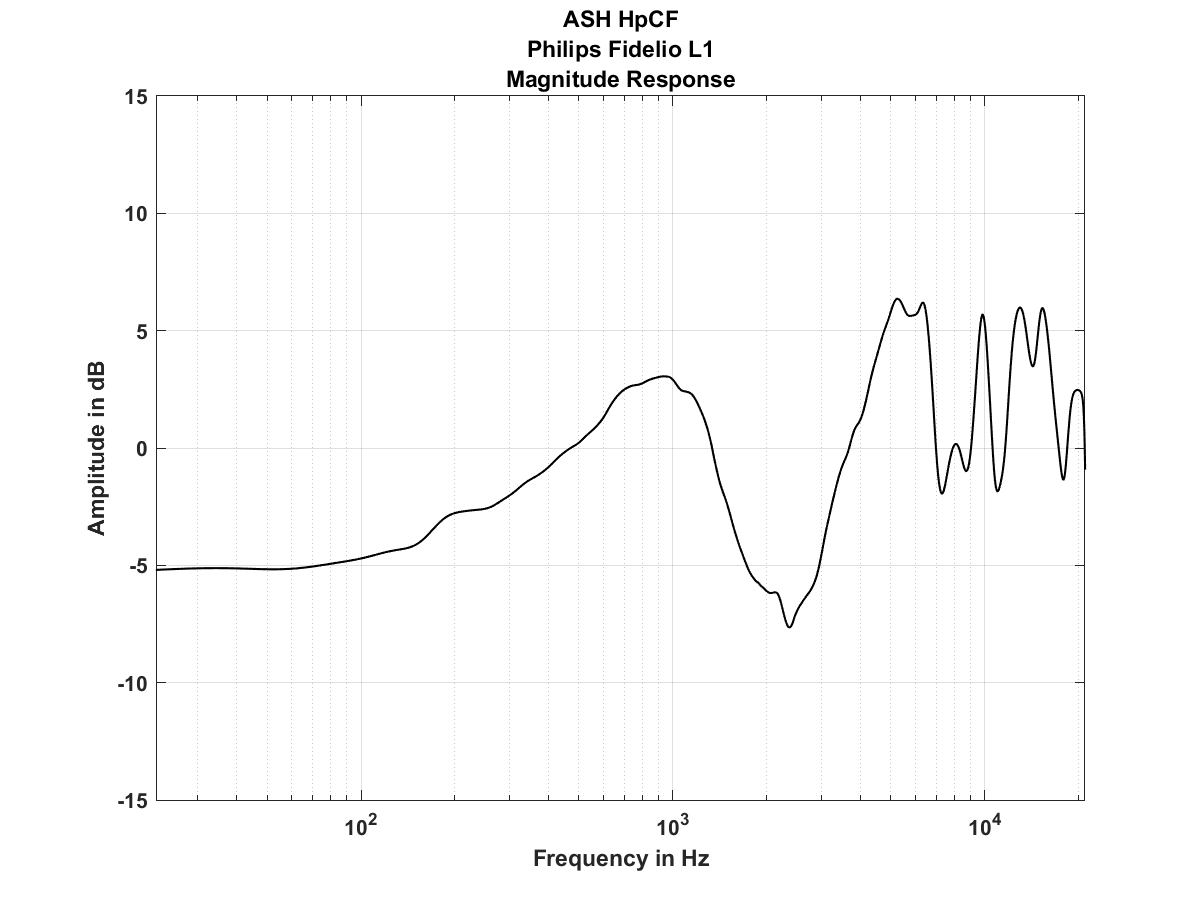 ASH HpCF
Philips Fidelio L1
Magnitude Response
15
10
5
0
-5
-10
-15
Amplitude in dB
10²
10³
10⁴
Frequency in Hz